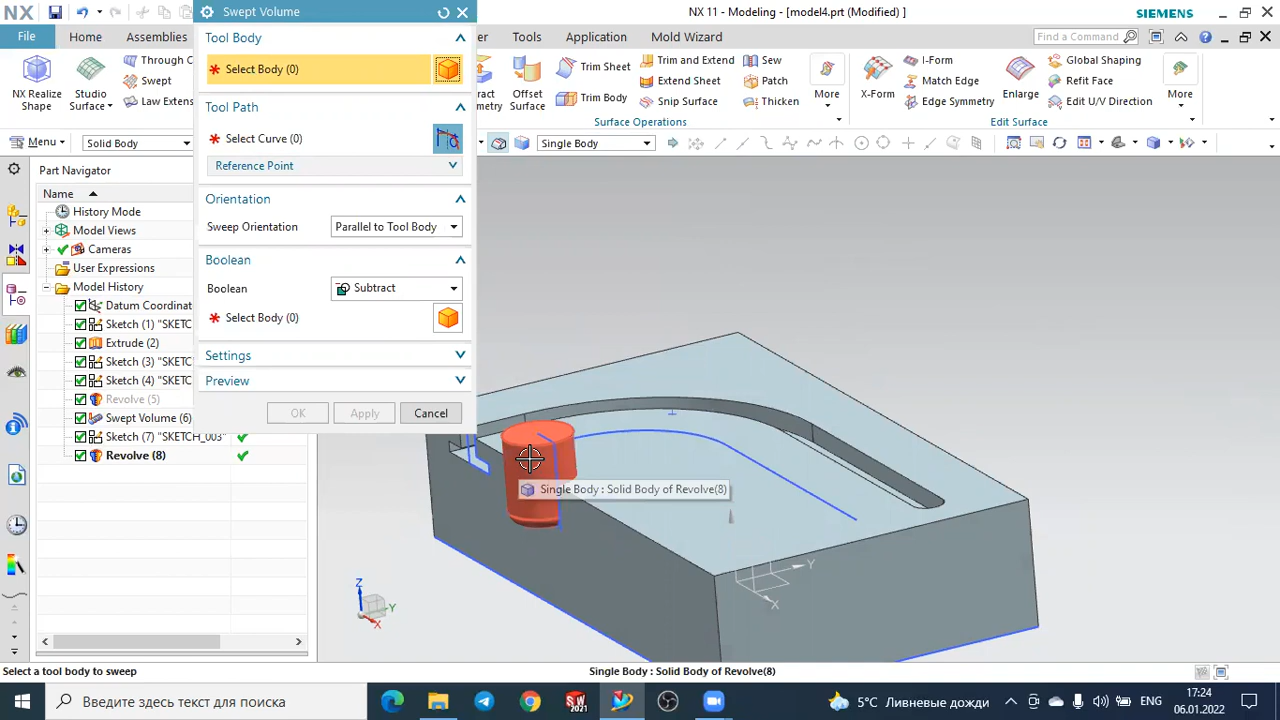 NX
Window
Swept Volume
NX 11 - Modeling - [model4.prt (Modified) ]
SIEMENS
File
Home
Assemblies
Tools
Application
Mold Wizard
Find a Command
NX Realize
Shape
Studio
Surface
Swept
Law Exten
Offset
Surface
Trim Sheet
Trim Body
Trim and Extend
Extend Sheet
Snip Surface
Sew
Patch
Thicken
More
Surface Operations
X-Form
I-Form
Match Edge
Edge Symmetry
Enlarge
Global Shaping
Refit Face
Edit U/V Direction
More
Edit Surface
Menu
Solid Body
Single Body
Tool Body
* Select Body (0)
Tool Path
* Select Curve (0)
Reference Point
Orientation
Sweep Orientation
Parallel to Tool Body
Boolean
Boolean
Subtract
* Select Body (0)
Settings
Preview
OK
Apply
Cancel
Part Navigator
Name
History Mode
Model Views
Cameras
User Expressions
Model History
Datum Coordinat
Sketch (1) "SKETC
Extrude (2)
Sketch (3) "SKETC
Sketch (4) "SKETC
Revolve (5)
Swept Volume (6)
Sketch (7) "SKETCH_003"
Revolve (8)
Single Body : Solid Body of Revolve(8)
Z
Y
X
Y
X
Select a tool body to sweep
Single Body : Solid Body of Revolve(8)
Введите здесь текст для поиска
SW
2021
5°C Ливневые дожди
ENG
17:24
06.01.2022